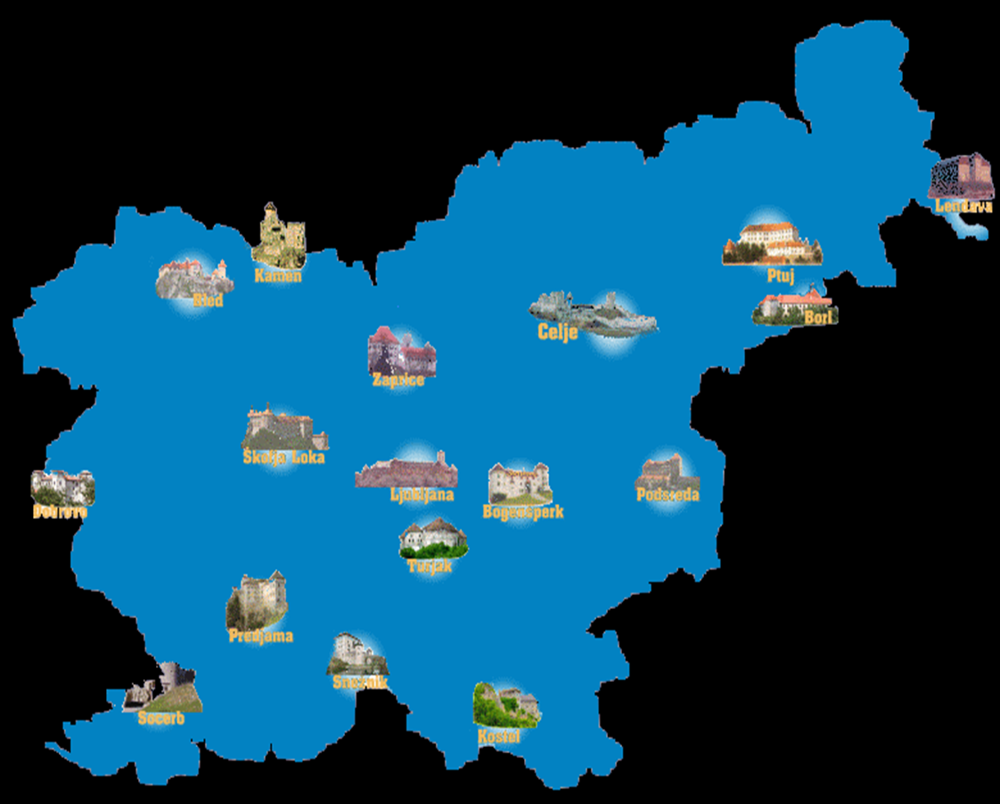 Lendava
Kamen
Ptuj
Bled
Borl
Celje
Zaprice
Škofja Loka
Ljubljana
Podsreda
Bogenšperk
Dobrovo
Turjak
Predjama
Snežnik
Socerb
Kostel